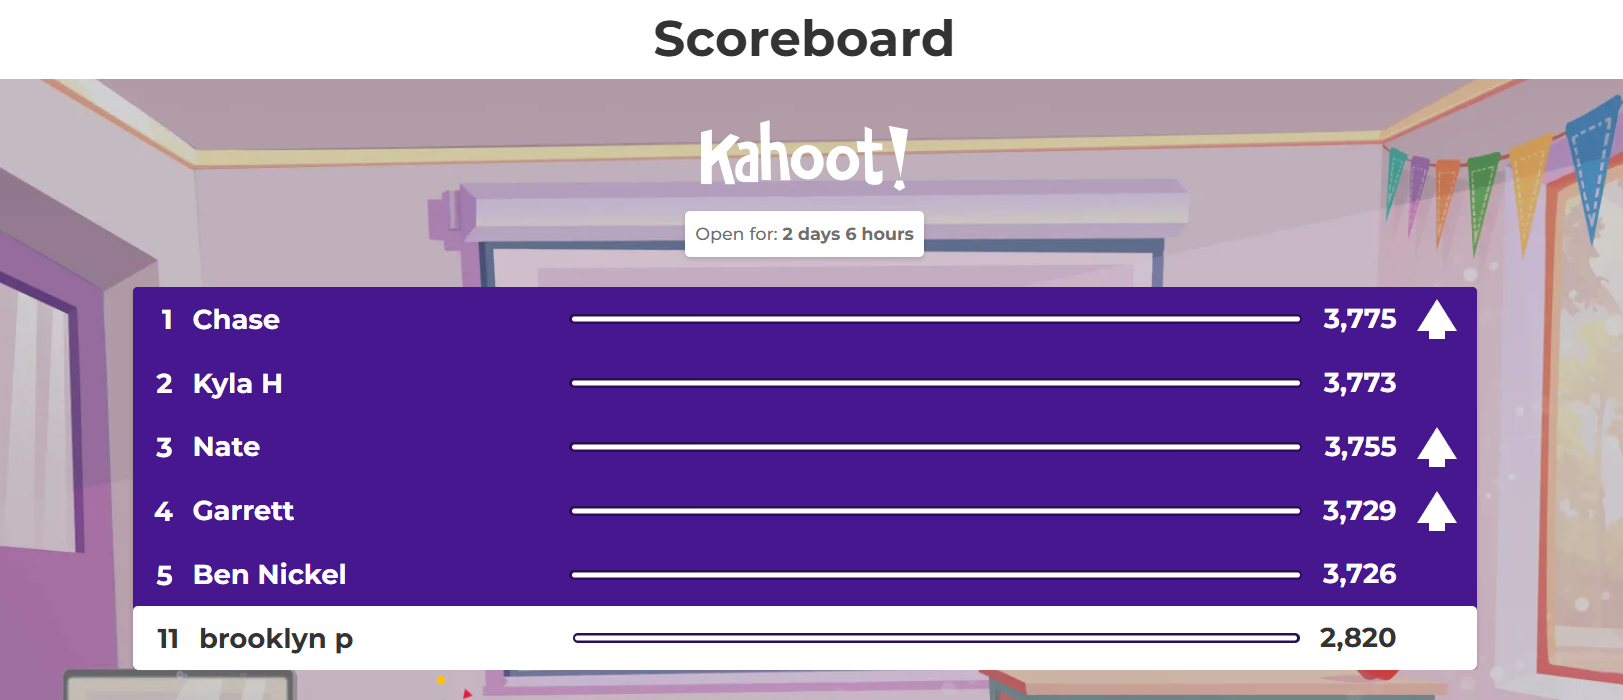 Scoreboard
Kahoot!
Open for: 2 days 6 hours
1 Chase 3,775
2 Kyla H 3,773
3 Nate 3,755
4 Garrett 3,729
5 Ben Nickel 3,726
11 brooklyn p 2,820